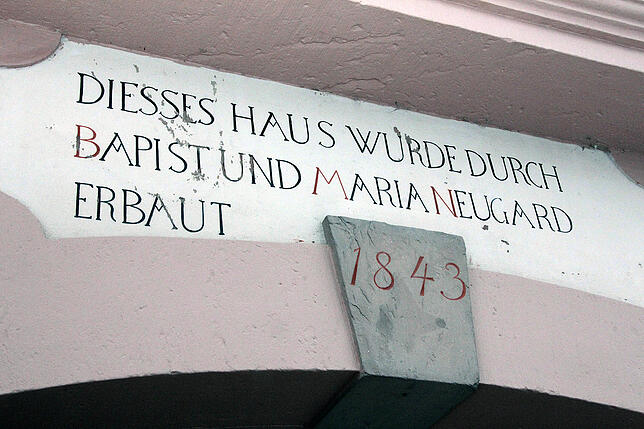 DIESSES HAUS WURDE DURCH
BAPIST UND MARIA NEUGARD
ERBAUT
1843